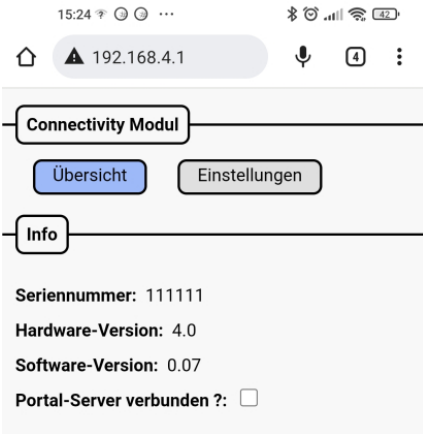 15:24 ? ...
42
192.168.4.1
4
Connectivity Modul
Übersicht Einstellungen
Info
Seriennummer: 111111
Hardware-Version: 4.0
Software-Version: 0.07
Portal-Server verbunden ?: